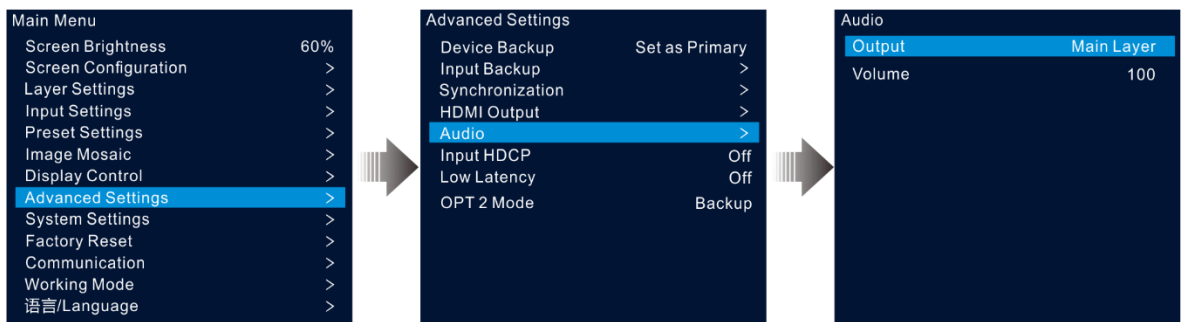 Main Menu
Screen Brightness 60%
Screen Configuration >
Layer Settings >
Input Settings >
Preset Settings >
Image Mosaic >
Display Control >
Advanced Settings >
System Settings >
Factory Reset >
Communication >
Working Mode >
语言/Language >
Advanced Settings
Device Backup Set as Primary
Input Backup >
Synchronization >
HDMI Output >
Audio >
Input HDCP Off
Low Latency Off
OPT 2 Mode Backup
Audio
Output Main Layer
Volume 100